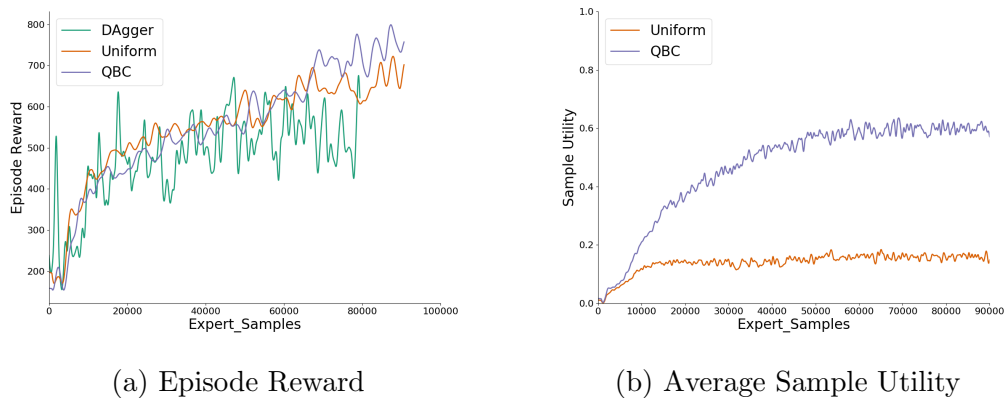 DAgger
Uniform
QBC
Episode Reward
800
700
600
500
400
300
200
0 20000 40000 60000 80000 100000
Expert_Samples
(a) Episode Reward
Uniform
QBC
Sample Utility
1.0
0.8
0.6
0.4
0.2
0.0
0 10000 20000 30000 40000 50000 60000 70000 80000 90000
Expert_Samples
(b) Average Sample Utility